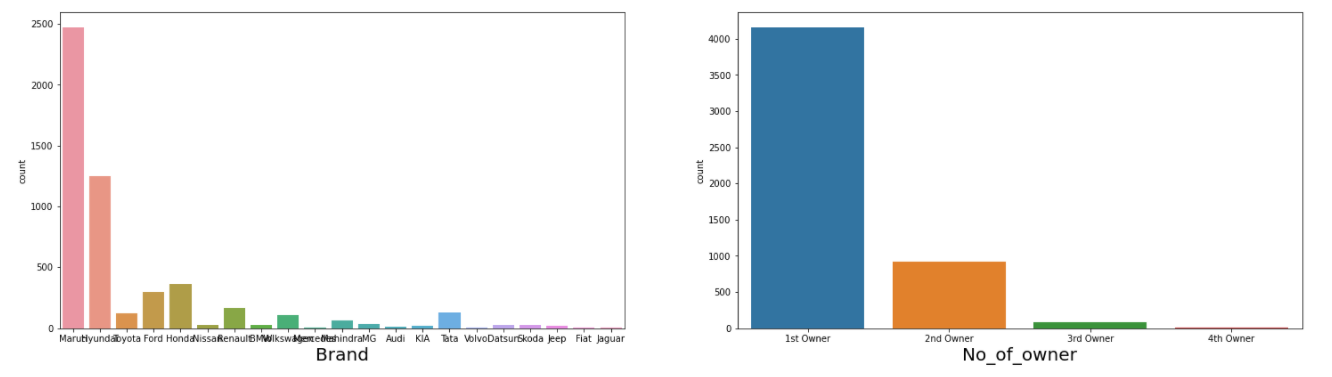 2500
2000
1500
1000
500
0
count
Maruti Hyundai Toyota Ford Honda Nissan Renault BMW Volkswagen Mercedes Mahindra MG Audi KIA Tata Volvo Datsun Skoda Jeep Fiat Jaguar
Brand
4000
3500
3000
2500
2000
1500
1000
500
0
count
1st Owner 2nd Owner 3rd Owner 4th Owner
No_of_owner